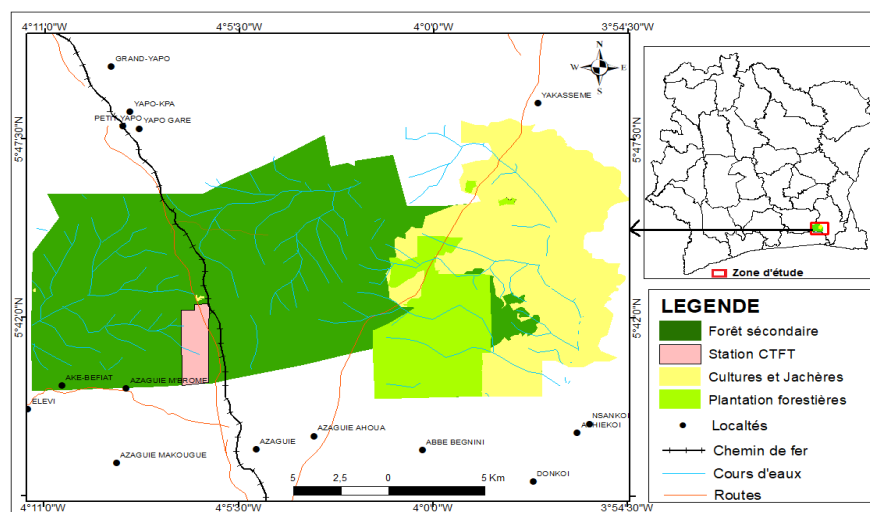 4°11'0"W
4°5'30"W
4°0'0"W
3°54'30"W
GRAND-YAPO
N
W
E
S
YAKASSEME
YAPO-KPA
PETIT YAPO
YAPO GARE
5°47'30"N
5°47'30"N
Zone d'étude
5°42'0"N
5°42'0"N
LEGENDE
Forêt sécondaire
Station CTFT
Cultures et Jachères
Plantation forestières
Localtés
Chemin de fer
Cours d'eaux
Routes
AKE-BEFIAT
AZAGUIE M'BROME
ELEVI
NSANKOI
AZAGUIE AHOUA
AZAGUIE
ABBE BEGNINI
AZAGUIE MAKOUGUE
DONKOI
5
2,5
0
5 Km
4°11'0"W
4°5'30"W
4°0'0"W
3°54'30"W